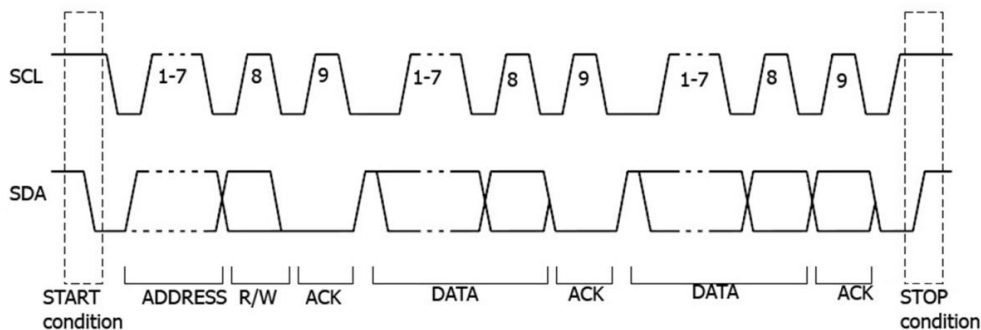 SCL
1-7
8
9
1-7
8
9
1-7
8
9
SDA
START
condition
ADDRESS
R/W
ACK
DATA
ACK
DATA
ACK
STOP
condition